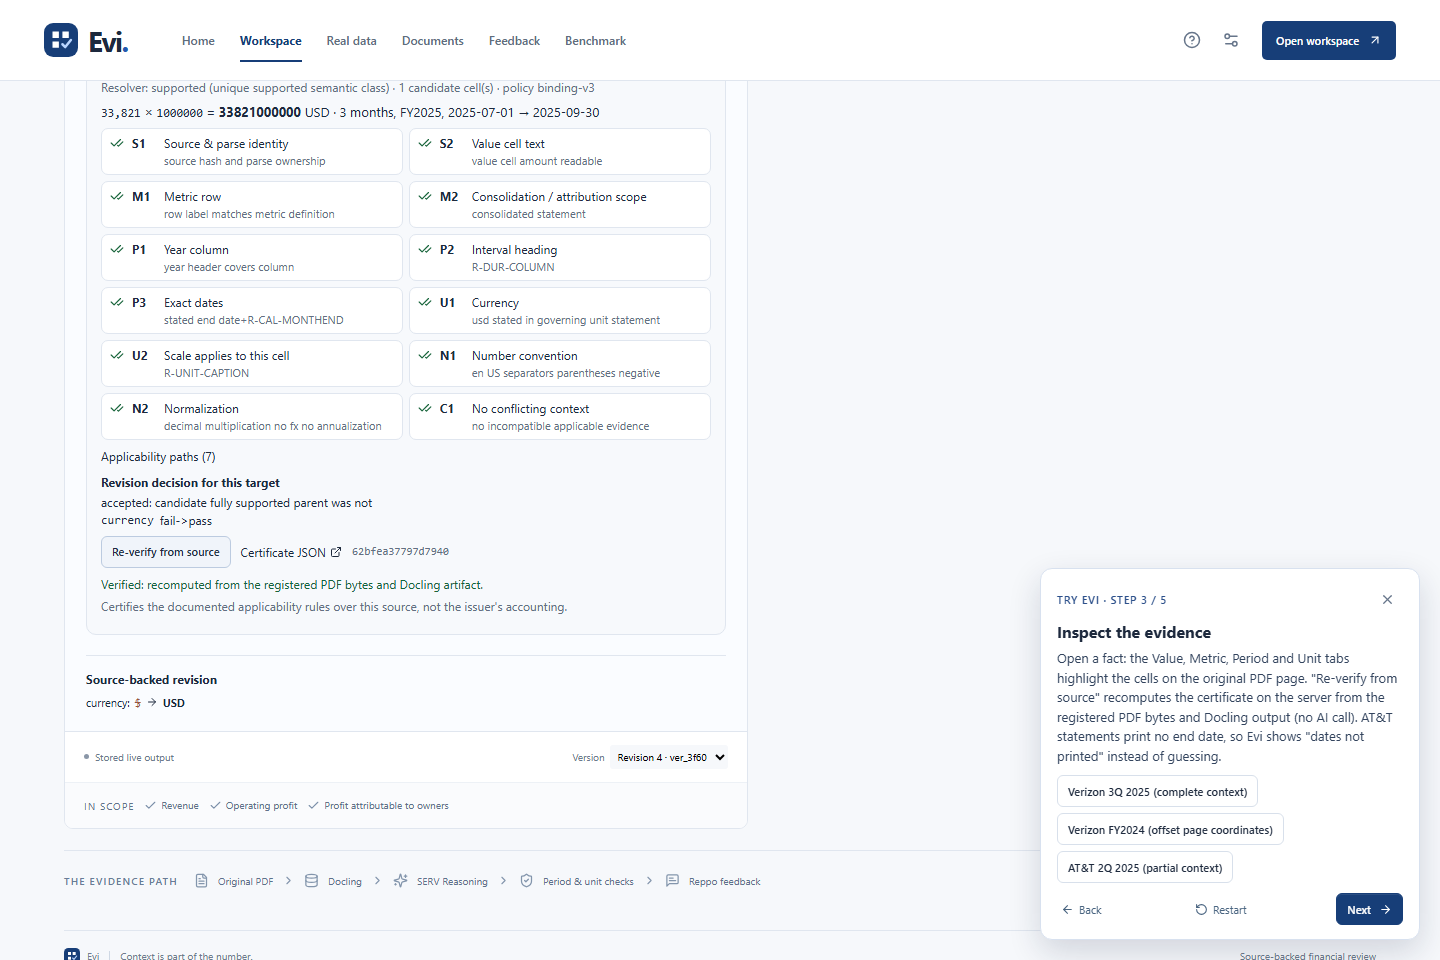 Evi.
Home
Workspace
Real data
Documents
Feedback
Benchmark
Open workspace
Resolver: supported (unique supported semantic class) · 1 candidate cell(s) · policy binding-v3
33,821 × 1000000 = 33821000000 USD · 3 months, FY2025, 2025-07-01 → 2025-09-30
S1 Source & parse identity
source hash and parse ownership
S2 Value cell text
value cell amount readable
M1 Metric row
row label matches metric definition
M2 Consolidation / attribution scope
consolidated statement
P1 Year column
year header covers column
P2 Interval heading
R-DUR-COLUMN
P3 Exact dates
stated end date+R-CAL-MONTHEND
U1 Currency
usd stated in governing unit statement
U2 Scale applies to this cell
R-UNIT-CAPTION
N1 Number convention
en US separators parentheses negative
N2 Normalization
decimal multiplication no fx no annualization
C1 No conflicting context
no incompatible applicable evidence
Applicability paths (7)
Revision decision for this target
accepted: candidate fully supported parent was not
currency fail->pass
Re-verify from source
Certificate JSON
62bfea37797d7940
Verified: recomputed from the registered PDF bytes and Docling artifact.
Certifies the documented applicability rules over this source, not the issuer's accounting.
Source-backed revision
currency: $ → USD
Stored live output
Version
Revision 4 · ver_3f60
IN SCOPE
Revenue
Operating profit
Profit attributable to owners
THE EVIDENCE PATH
Original PDF
Docling
SERV Reasoning
Period & unit checks
Reppo feedback
Evi
Context is part of the number.
Source-backed financial review
TRY EVI · STEP 3 / 5
Inspect the evidence
Open a fact: the Value, Metric, Period and Unit tabs
highlight the cells on the original PDF page. "Re-verify from
source" recomputes the certificate on the server from the
registered PDF bytes and Docling output (no AI call). AT&T
statements print no end date, so Evi shows "dates not
printed" instead of guessing.
Verizon 3Q 2025 (complete context)
Verizon FY2024 (offset page coordinates)
AT&T 2Q 2025 (partial context)
Back
Restart
Next